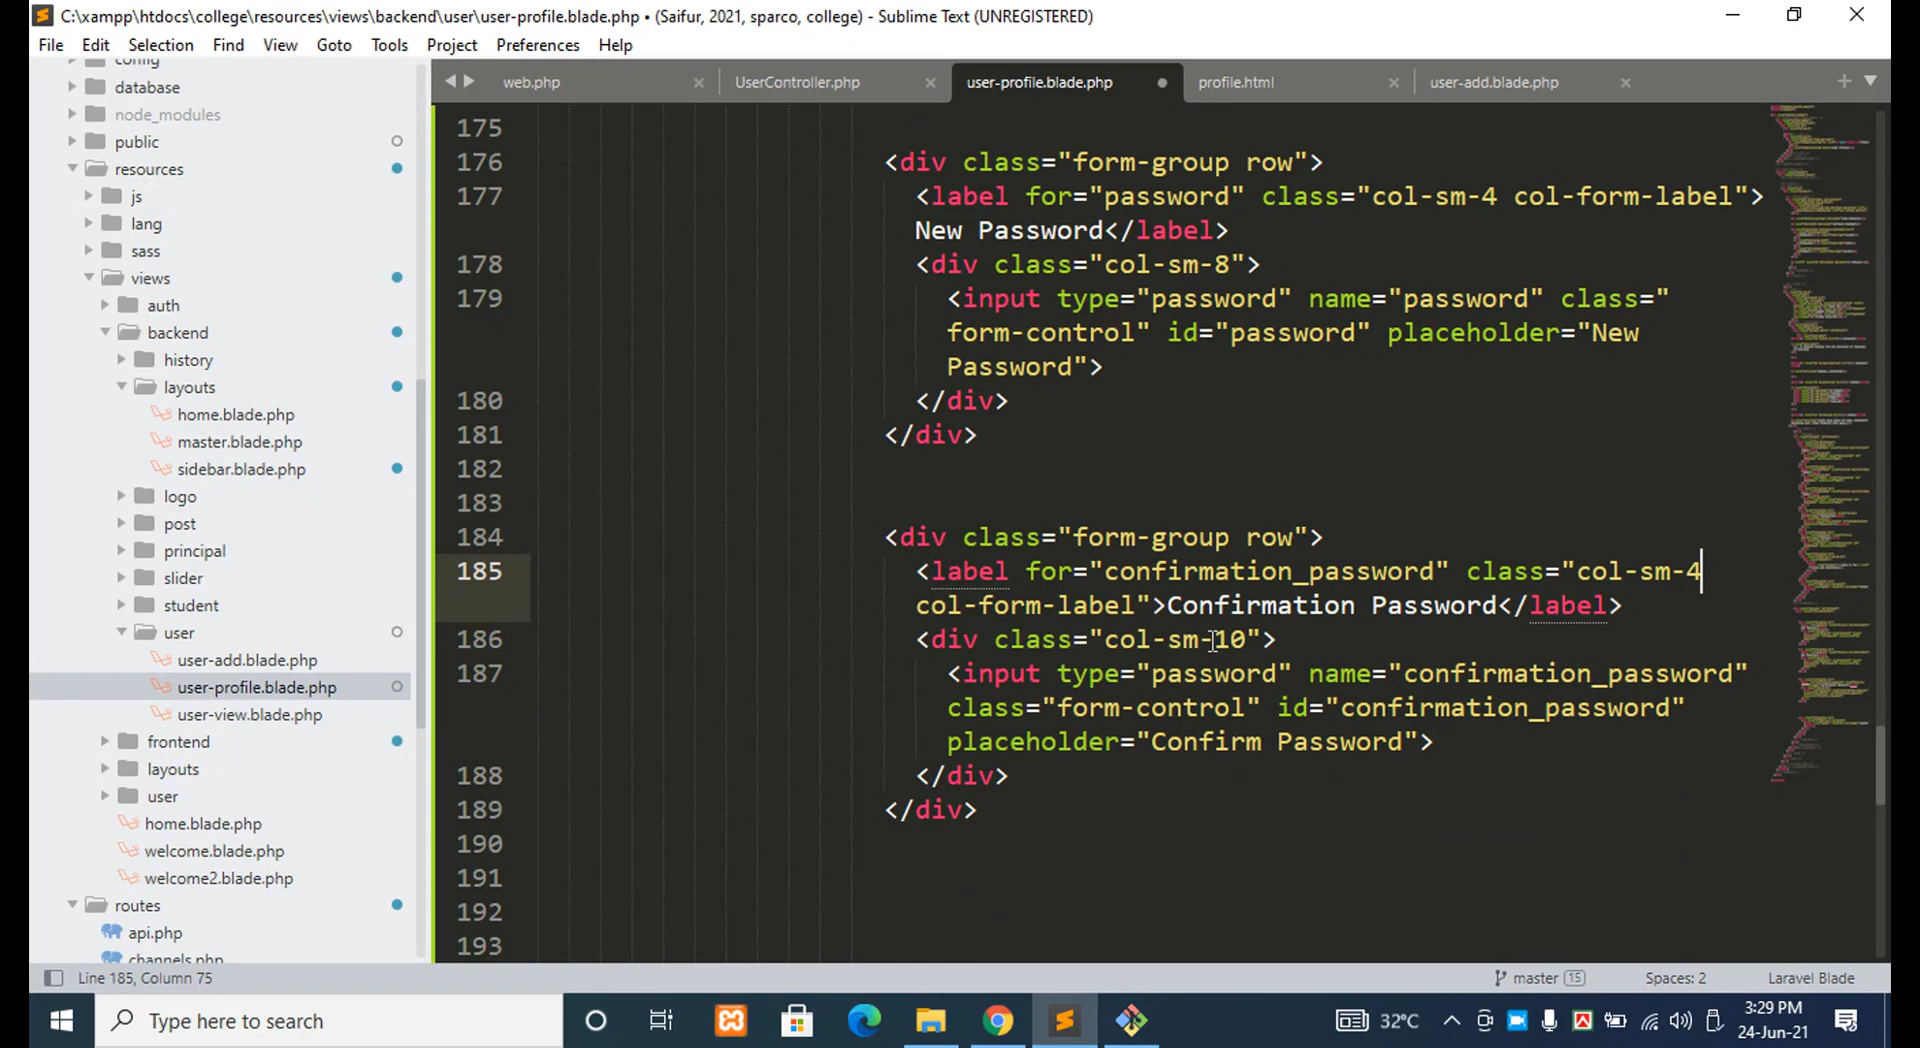 C:\xampp\htdocs\college\resources\views\backend\user\user-profile.blade.php • (Saifur, 2021, sparco, college) - Sublime Text (UNREGISTERED)
File Edit Selection Find View Goto Tools Project Preferences Help
config
database
node_modules
public
resources
js
lang
sass
views
auth
backend
history
layouts
home.blade.php
master.blade.php
sidebar.blade.php
logo
post
principal
slider
student
user
user-add.blade.php
user-profile.blade.php
user-view.blade.php
frontend
layouts
user
home.blade.php
welcome.blade.php
welcome2.blade.php
routes
api.php
channels.php
web.php UserController.php user-profile.blade.php profile.html user-add.blade.php
175
176 <div class="form-group row">
177 <label for="password" class="col-sm-4 col-form-label">
New Password</label>
178 <div class="col-sm-8">
179 <input type="password" name="password" class="
form-control" id="password" placeholder="New
Password">
180 </div>
181 </div>
182
183
184 <div class="form-group row">
185 <label for="confirmation_password" class="col-sm-4
col-form-label">Confirmation Password</label>
186 <div class="col-sm-10">
187 <input type="password" name="confirmation_password"
class="form-control" id="confirmation_password"
placeholder="Confirm Password">
188 </div>
189 </div>
190
191
192
193
Line 185, Column 75 master 15 Spaces: 2 Laravel Blade
Type here to search 32°C 3:29 PM
24-Jun-21